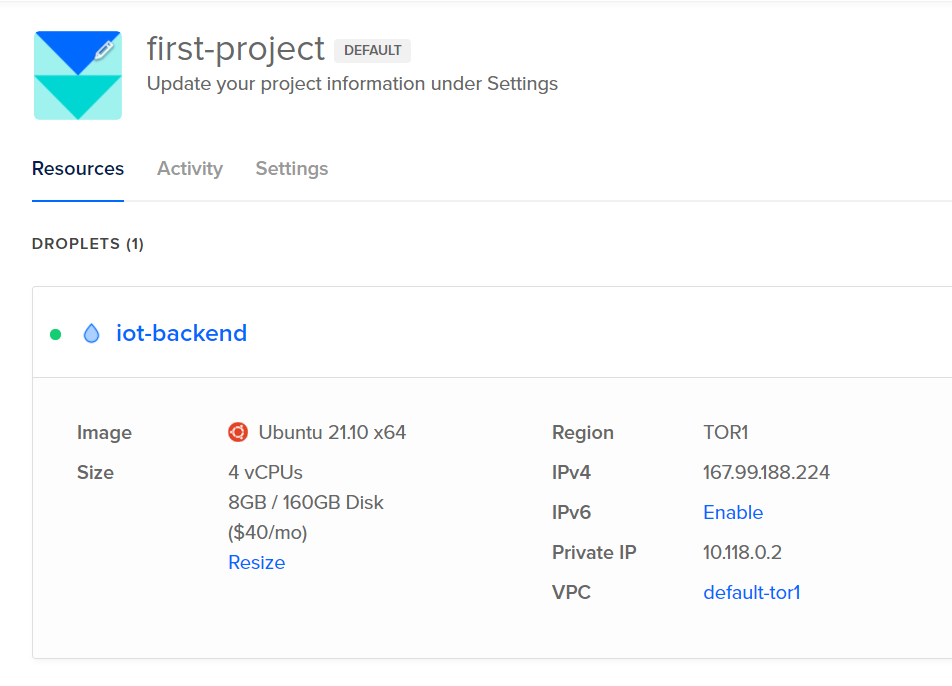 first-project DEFAULT
Update your project information under Settings
Resources Activity Settings
DROPLETS (1)
iot-backend
Image Ubuntu 21.10 x64
Size 4 vCPUs
8GB / 160GB Disk
($40/mo)
Resize
Region TOR1
IPv4 167.99.188.224
IPv6 Enable
Private IP 10.118.0.2
VPC default-tor1